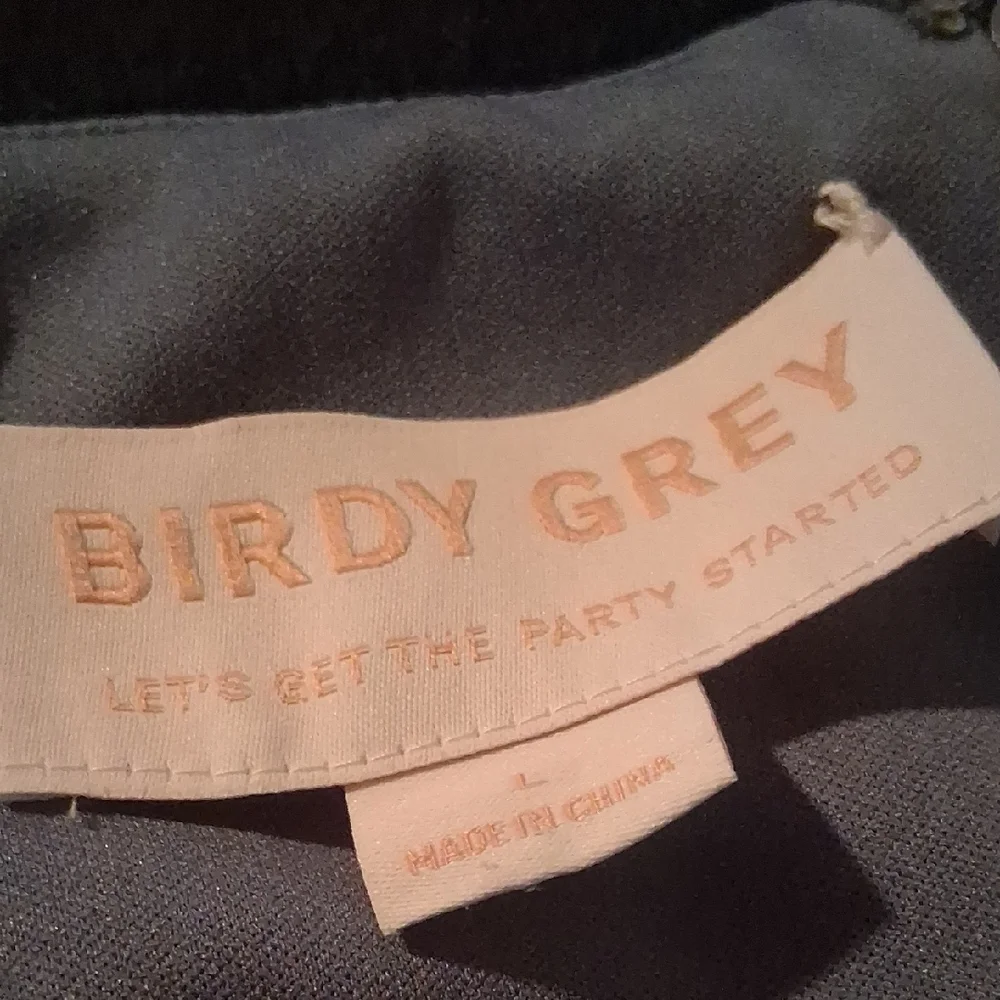 BIRDY GREY
LET'S GET THE PARTY STARTED
L
MADE IN CHINA